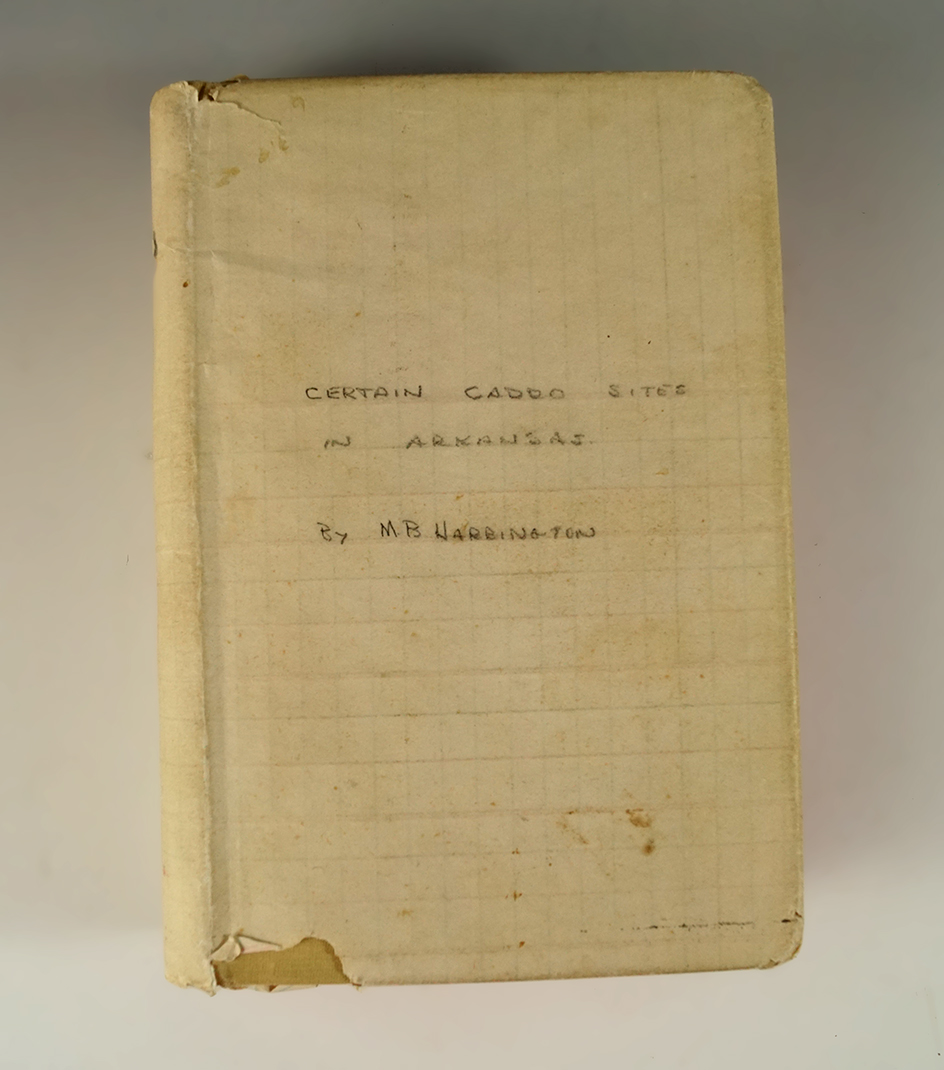 CERTAIN CADDO SITES
IN ARKANSAS.
By M B HARRINGTON